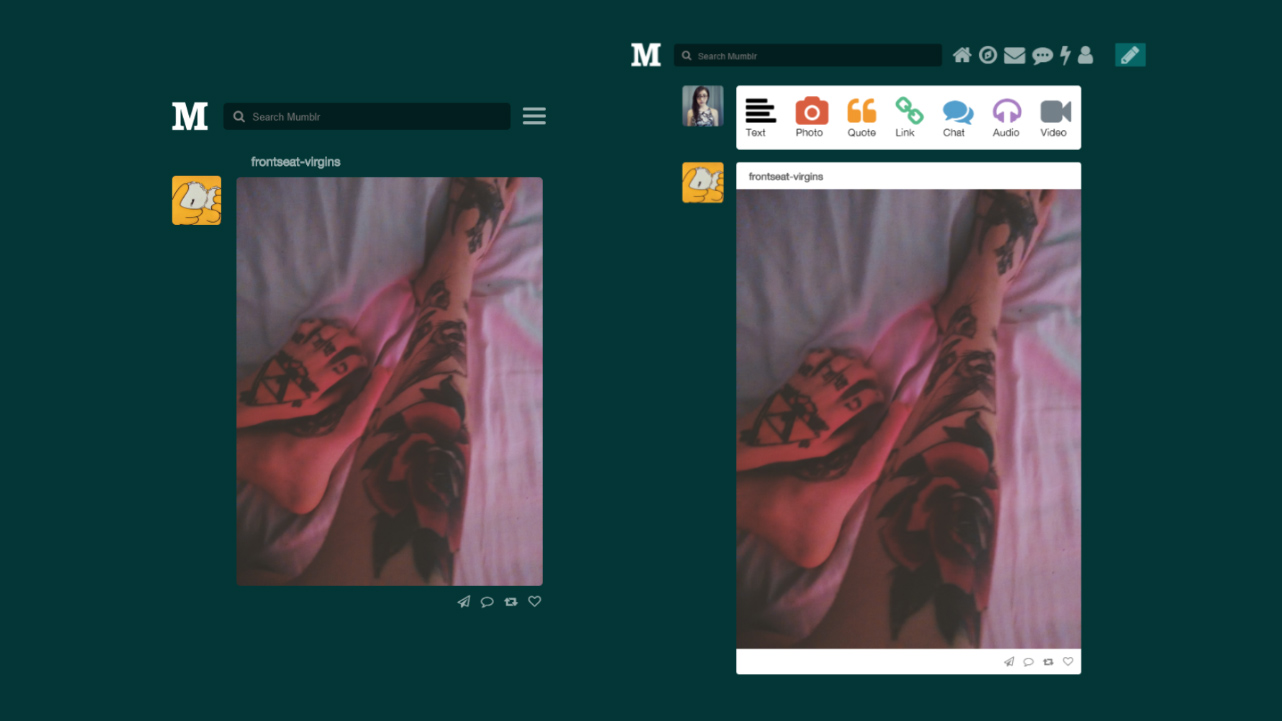 M
Search Mumblr
frontseat-virgins
M
Search Mumblr
Text
Photo
Quote
Link
Chat
Audio
Video
frontseat-virgins